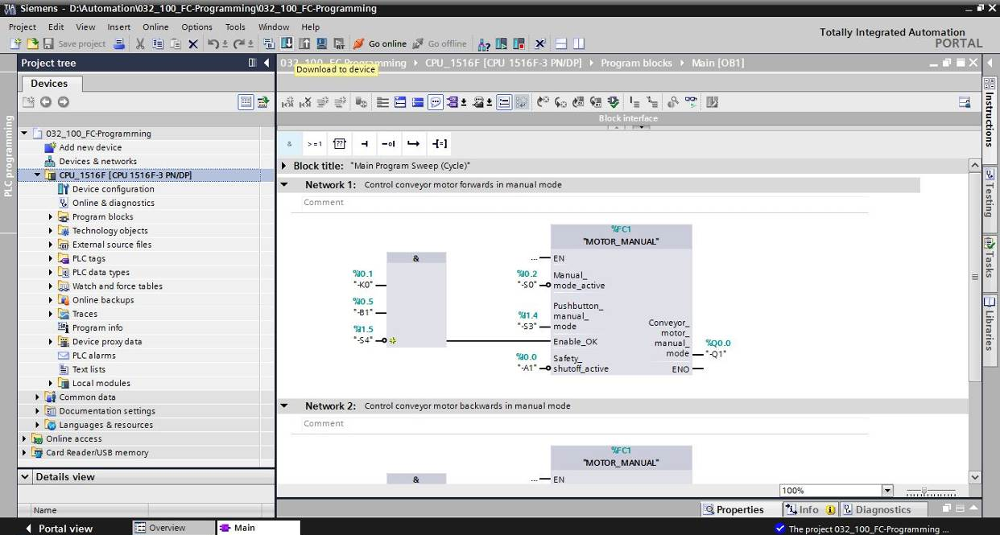 Siemens - D:\Automation\032_100_FC-Programming\032_100_FC-Programming
Project Edit View Insert Online Options Tools Window Help
Totally Integrated Automation
PORTAL
Save project Go online Go offline
Project tree
032_100_FC-Programming CPU_1516F [CPU 1516F-3 PN/DP] Program blocks Main [OB1]
Download to device
Devices
PLC programming
Block interface
032_100_FC-Programming
Add new device
Devices & networks
CPU_1516F [CPU 1516F-3 PN/DP]
Device configuration
Online & diagnostics
Program blocks
Technology objects
External source files
PLC tags
PLC data types
Watch and force tables
Online backups
Traces
Program info
Device proxy data
PLC alarms
Text lists
Local modules
Common data
Documentation settings
Languages & resources
Online access
Card Reader/USB memory
Details view
Name
& >=1 ??
Block title: "Main Program Sweep (Cycle)"
Network 1: Control conveyor motor forwards in manual mode
Comment
&
%I0.1
"-K0"
%I0.5
"-B1"
%I1.5
"-S4"
%FC1
"MOTOR_MANUAL"
... EN
%I0.2
"-S0"
Manual_
mode_active
%I1.4
"-S3"
Pushbutton_
manual_
mode
Enable_OK
%I0.0
"-A1"
Safety_
shutoff_active
Conveyor_
motor_
manual_
mode
%Q0.0
"-Q1"
ENO
Network 2: Control conveyor motor backwards in manual mode
Comment
%FC1
"MOTOR_MANUAL"
&
... EN
100%
Properties Info Diagnostics
Instructions
Testing
Tasks
Libraries
Portal view Overview Main The project 032_100_FC-Programming ...